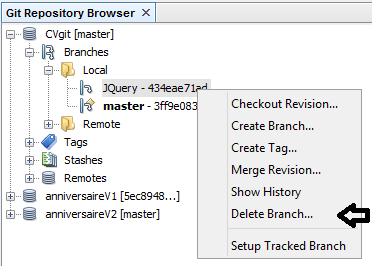 Git Repository Browser
CVgit [master]
Branches
Local
JQuery - 434eae71ad
master - 3ff9e083
Remote
Tags
Stashes
Remotes
anniversaireV1 [5ec8948...]
anniversaireV2 [master]
Checkout Revision...
Create Branch...
Create Tag...
Merge Revision...
Show History
Delete Branch...
Setup Tracked Branch